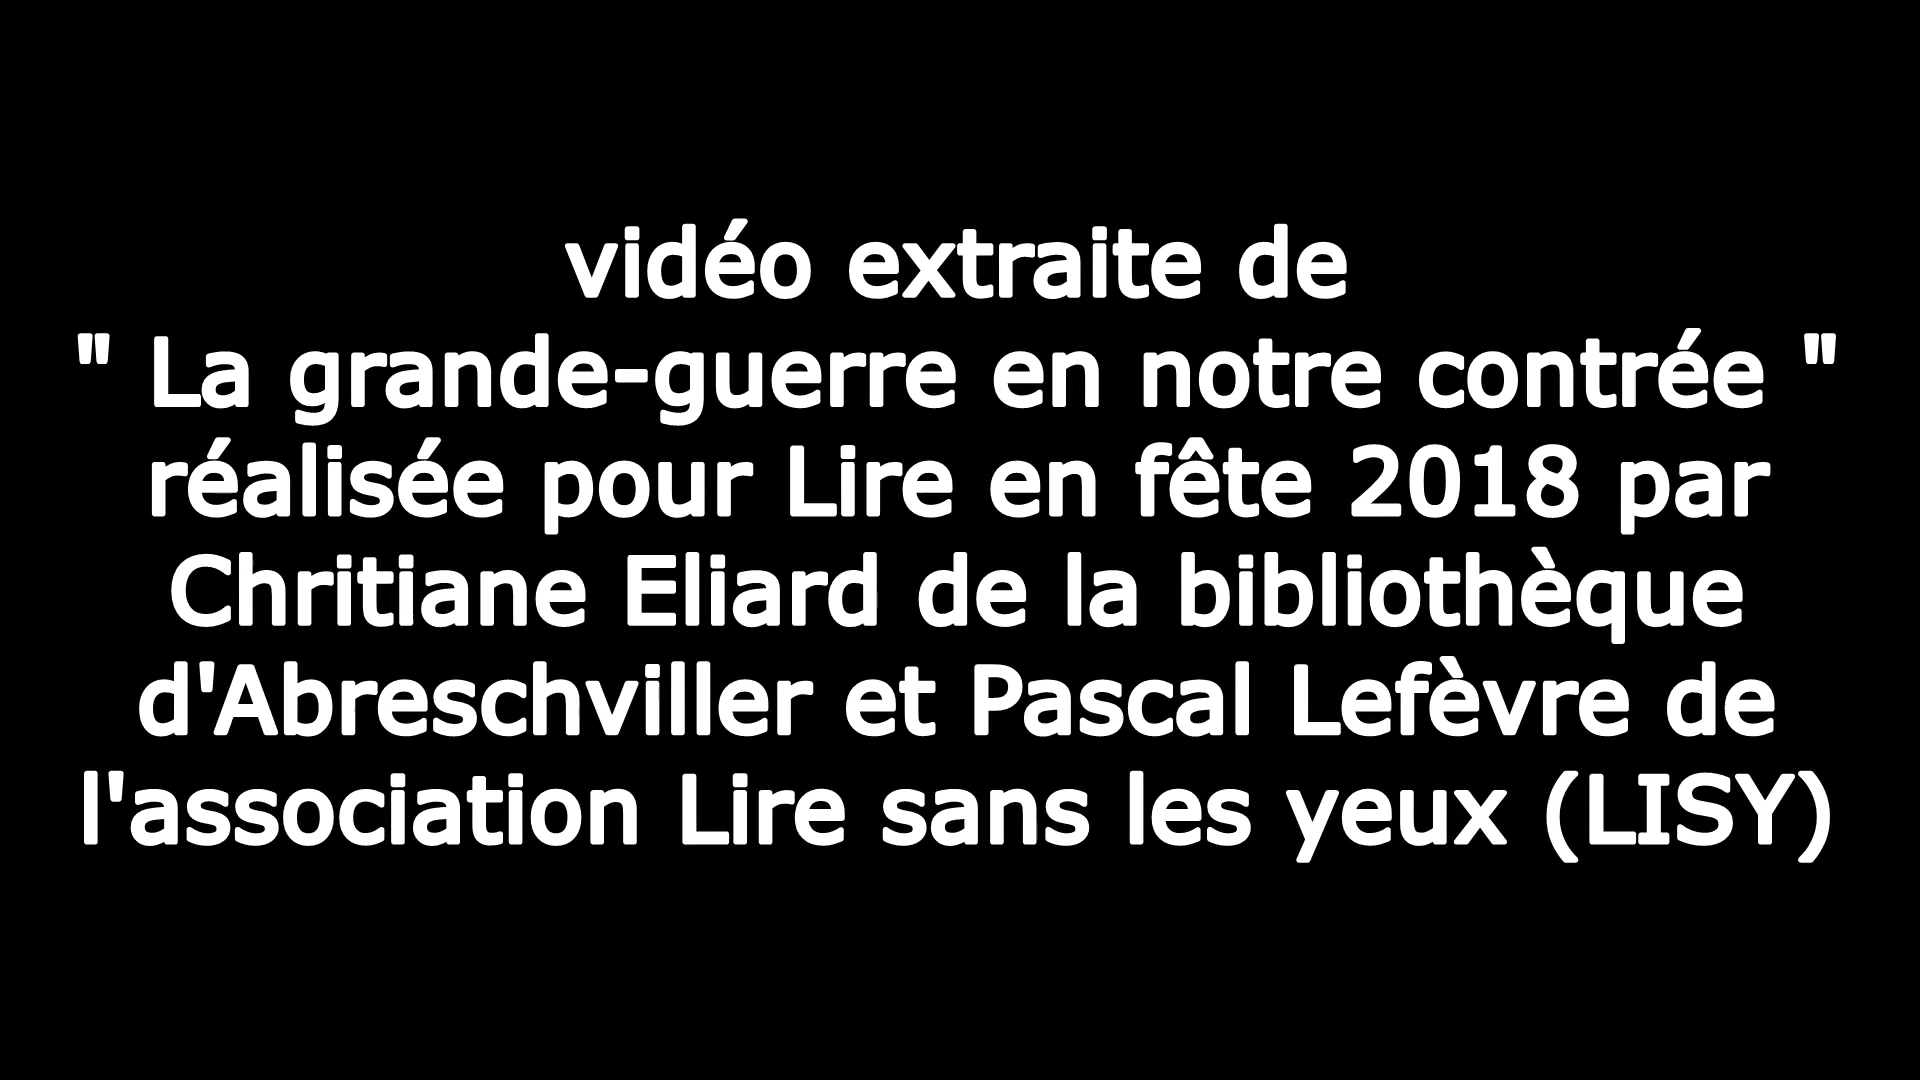 vidéo extraite de
" La grande-guerre en notre contrée "
réalisée pour Lire en fête 2018 par
Chritiane Eliard de la bibliothèque
d'Abreschviller et Pascal Lefèvre de
l'association Lire sans les yeux (LISY)